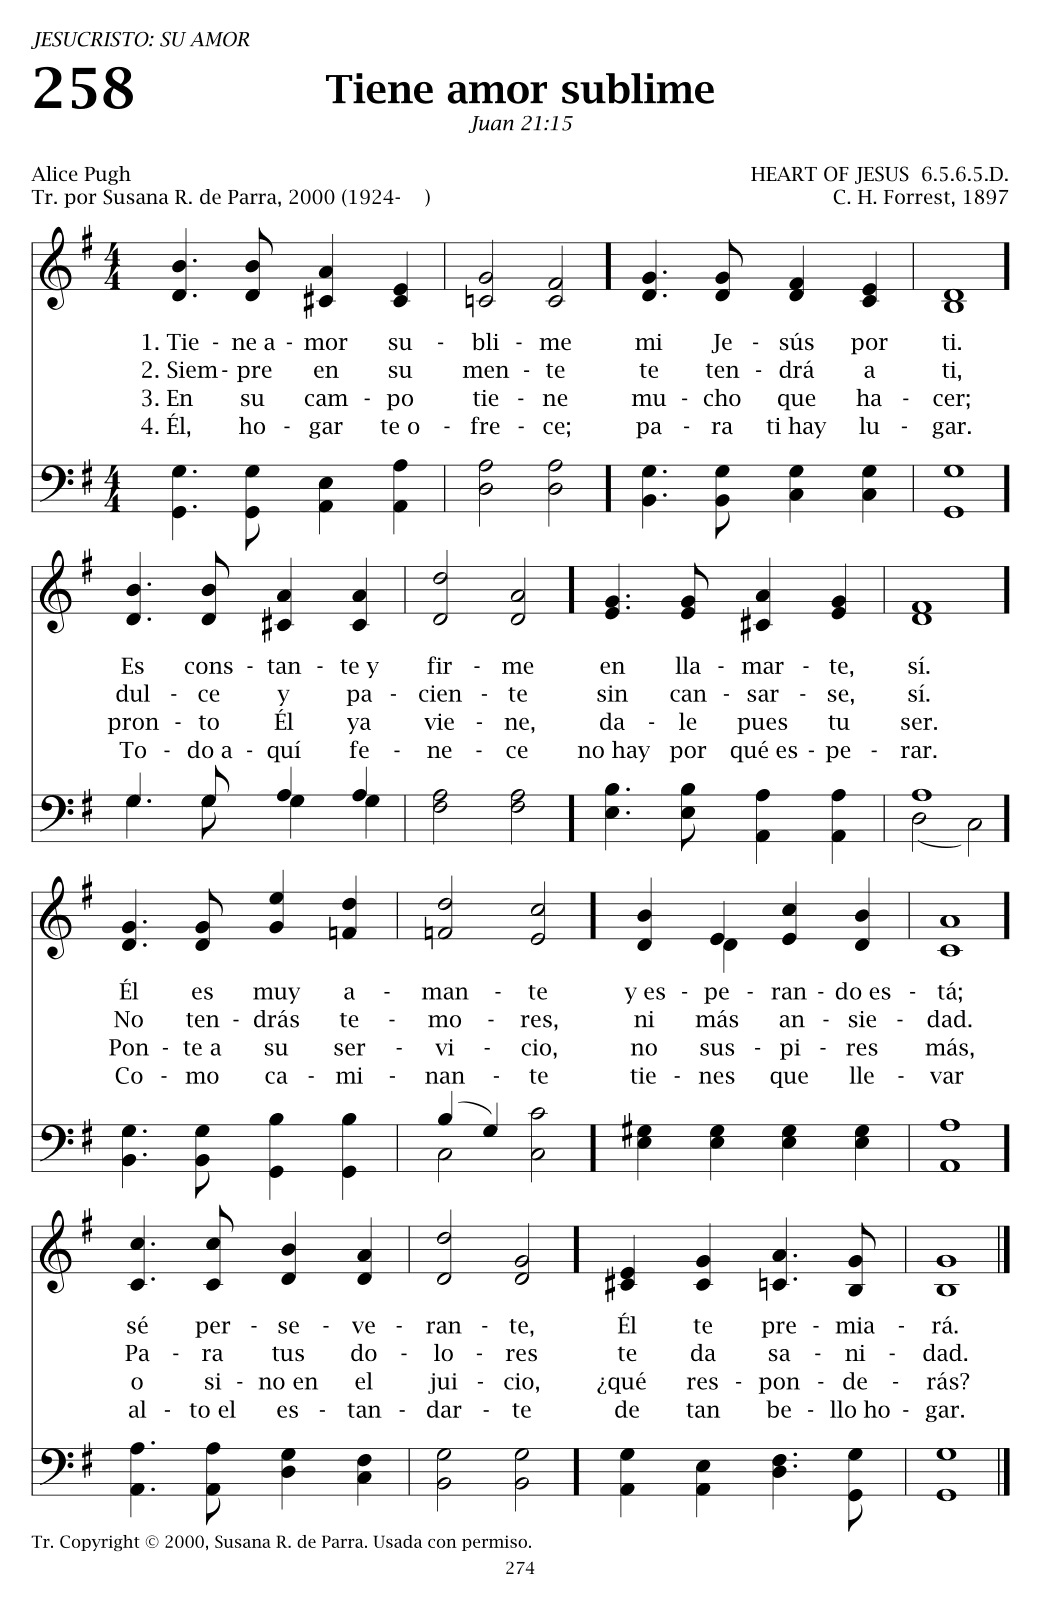 JESUCRISTO: SU AMOR
258
Tiene amor sublime
Juan 21:15
Alice Pugh
HEART OF JESUS 6.5.6.5.D.
Tr. por Susana R. de Parra, 2000 (1924- )
C. H. Forrest, 1897
1. Tie - ne a - mor su - bli - me mi Je - sús por ti.
2. Siem - pre en su men - te te ten - drá a ti,
3. En su cam - po tie - ne mu - cho que ha - cer;
4. Él, ho - gar te o - fre - ce; pa - ra ti hay lu - gar.
Es cons - tan - te y fir - me en lla - mar - te, sí.
dul - ce y pa - cien - te sin can - sar - se, sí.
pron - to Él ya vie - ne, da - le pues tu ser.
To - do a - quí fe - ne - ce no hay por qué es - pe - rar.
Él es muy a - man - te y es - pe - ran - do es - tá;
No ten - drás te - mo - res, ni más an - sie - dad.
Pon - te a su ser - vi - cio, no sus - pi - res más,
Co - mo ca - mi - nan - te tie - nes que lle - var
sé per - se - ve - ran - te, Él te pre - mia - rá.
Pa - ra tus do - lo - res te da sa - ni - dad.
o si - no en el jui - cio, ¿qué res - pon - de - rás?
al - to el es - tan - dar - te de tan be - llo ho - gar.
Tr. Copyright © 2000, Susana R. de Parra. Usada con permiso.
274